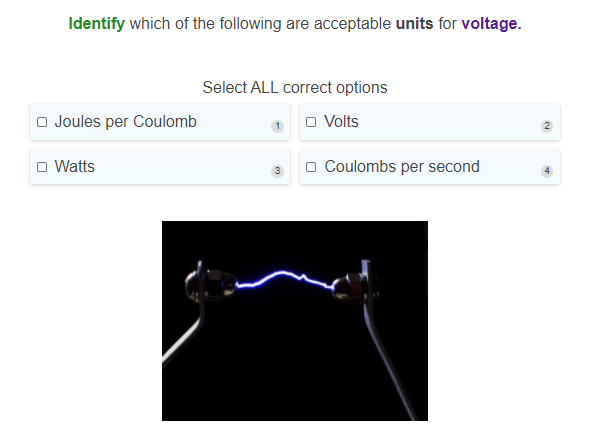 Identify which of the following are acceptable units for voltage.
Select ALL correct options
Joules per Coulomb 1
Volts 2
Watts 3
Coulombs per second 4